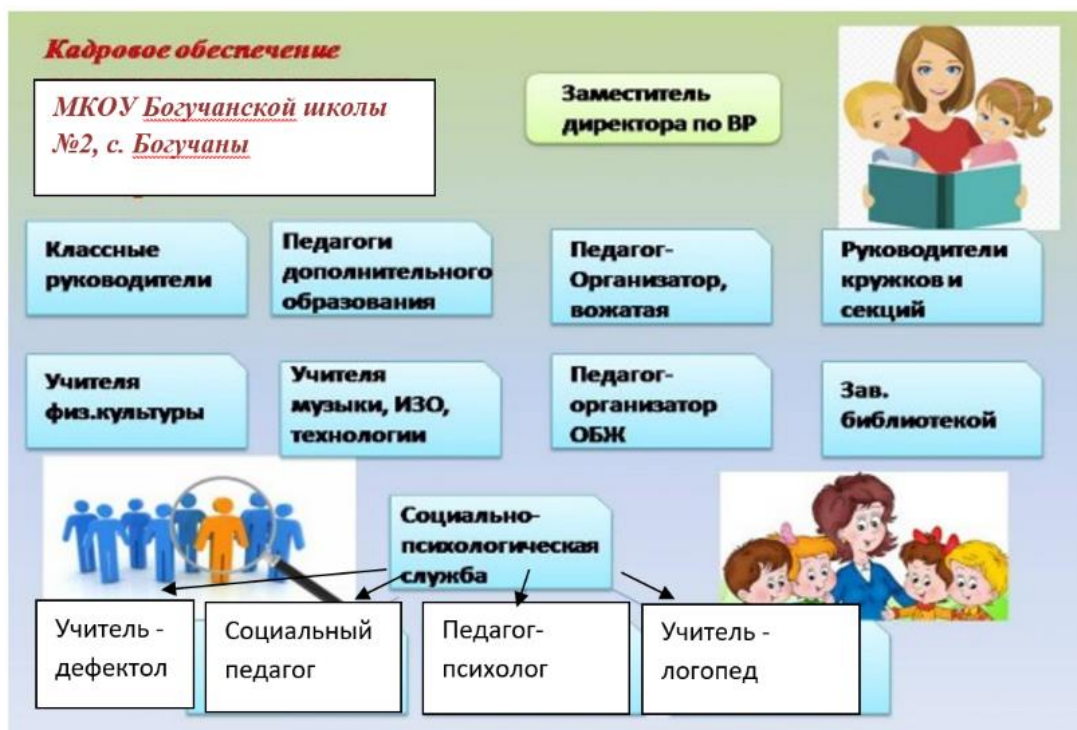 Кадровое обеспечение
МКОУ Богучанской школы
№2, с. Богучаны
Заместитель
директора по ВР
Классные
руководители
Педагоги
дополнительного
образования
Педагог-
Организатор,
вожатая
Руководители
кружков и
секций
Учителя
физ.культуры
Учителя
музыки, ИЗО,
технологии
Педагог-
организатор
ОБЖ
Зав.
библиотекой
Социально-
психологическая
служба
Учитель -
дефектол
Социальный
педагог
Педагог-
психолог
Учитель -
логопед